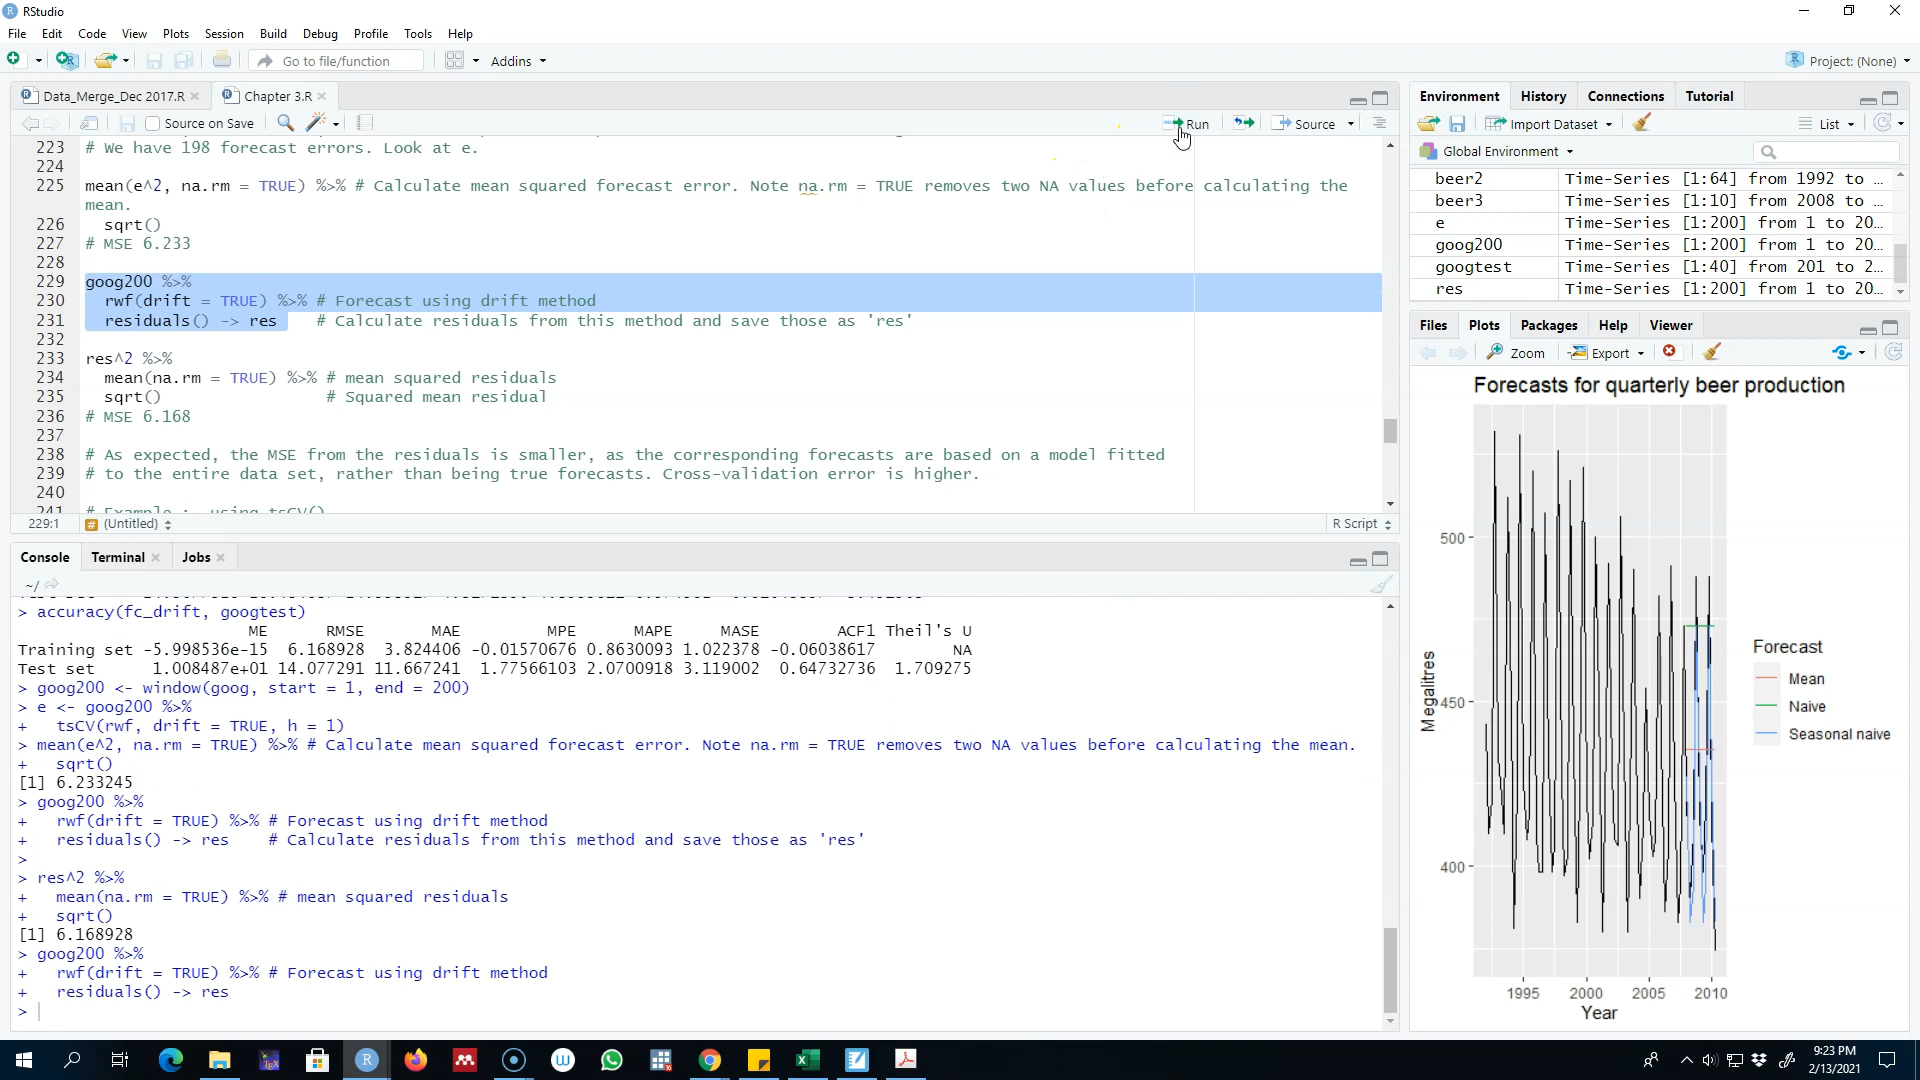 RStudio
File Edit Code View Plots Session Build Debug Profile Tools Help
Go to file/function Addins Project: (None)
Data_Merge_Dec 2017.R Chapter 3.R
Source on Save Run Source
223 # We have 198 forecast errors. Look at e.
224
225 mean(e^2, na.rm = TRUE) %>% # Calculate mean squared forecast error. Note na.rm = TRUE removes two NA values before calculating the
mean.
226 sqrt()
227 # MSE 6.233
228
229 goog200 %>%
230 rwf(drift = TRUE) %>% # Forecast using drift method
231 residuals() -> res # Calculate residuals from this method and save those as 'res'
232
233 res^2 %>%
234 mean(na.rm = TRUE) %>% # mean squared residuals
235 sqrt() # Squared mean residual
236 # MSE 6.168
237
238 # As expected, the MSE from the residuals is smaller, as the corresponding forecasts are based on a model fitted
239 # to the entire data set, rather than being true forecasts. Cross-validation error is higher.
240
241
229:1 (Untitled) R Script
Console Terminal Jobs
~/
> accuracy(fc_drift, googtest)
ME RMSE MAE MPE MAPE MASE ACF1 Theil's U
Training set -5.998536e-15 6.168928 3.824406 -0.01570676 0.8630093 1.022378 -0.06038617 NA
Test set 1.008487e+01 14.077291 11.667241 1.77566103 2.0700918 3.119002 0.64732736 1.709275
> goog200 <- window(goog, start = 1, end = 200)
> e <- goog200 %>%
+ tsCV(rwf, drift = TRUE, h = 1)
> mean(e^2, na.rm = TRUE) %>% # Calculate mean squared forecast error. Note na.rm = TRUE removes two NA values before calculating the mean.
+ sqrt()
[1] 6.233245
> goog200 %>%
+ rwf(drift = TRUE) %>% # Forecast using drift method
+ residuals() -> res # Calculate residuals from this method and save those as 'res'
>
> res^2 %>%
+ mean(na.rm = TRUE) %>% # mean squared residuals
+ sqrt()
[1] 6.168928
> goog200 %>%
+ rwf(drift = TRUE) %>% # Forecast using drift method
+ residuals() -> res
>
Environment History Connections Tutorial
Import Dataset List
Global Environment
beer2 Time-Series [1:64] from 1992 to ...
beer3 Time-Series [1:10] from 2008 to ...
e Time-Series [1:200] from 1 to 20...
goog200 Time-Series [1:200] from 1 to 20...
googtest Time-Series [1:40] from 201 to 2...
res Time-Series [1:200] from 1 to 20...
Files Plots Packages Help Viewer
Zoom Export
Forecasts for quarterly beer production
500
450
400
Megalitres
1995 2000 2005 2010
Year
Forecast
Mean
Naive
Seasonal naive
9:23 PM
2/13/2021